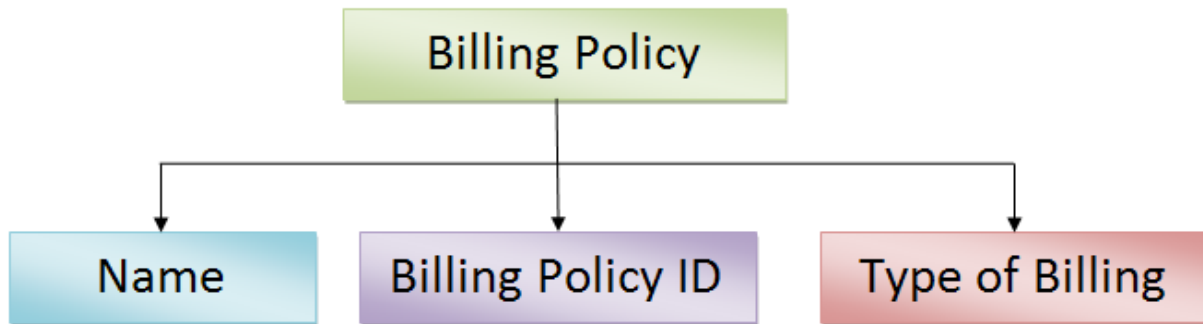 Billing Policy
Name
Billing Policy ID
Type of Billing